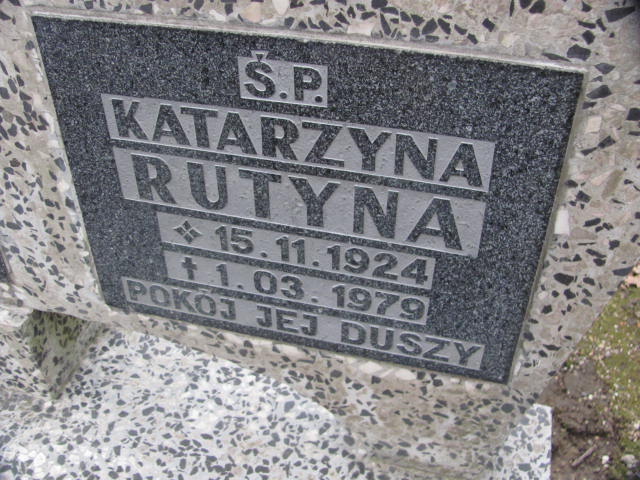 Ś.P.
KATARZYNA
RUTYNA
15.11.1924
† 1.03.1979
POKÓJ JEJ DUSZY